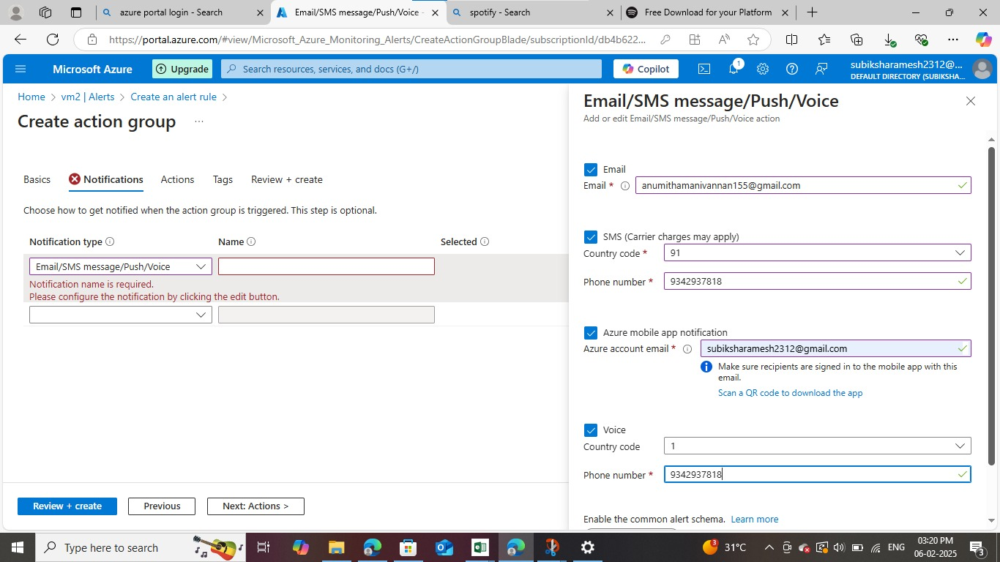 azure portal login - Search
Email/SMS message/Push/Voice -
spotify - Search
Free Download for your Platform
https://portal.azure.com/#view/Microsoft_Azure_Monitoring_Alerts/CreateActionGroupBlade/subscriptionId/db4b622...
Microsoft Azure
Upgrade
Search resources, services, and docs (G+/)
Copilot
1
subiksharamesh2312@...
DEFAULT DIRECTORY (SUBIKSHA...
Home > vm2 | Alerts > Create an alert rule >
Create action group ...
Basics
Notifications
Actions
Tags
Review + create
Choose how to get notified when the action group is triggered. This step is optional.
Notification type
Name
Selected
Email/SMS message/Push/Voice
Notification name is required.
Please configure the notification by clicking the edit button.
Review + create
Previous
Next: Actions >
Email/SMS message/Push/Voice
Add or edit Email/SMS message/Push/Voice action
Email
Email * anumithamanivannan155@gmail.com
SMS (Carrier charges may apply)
Country code * 91
Phone number * 9342937818
Azure mobile app notification
Azure account email * subiksharamesh2312@gmail.com
Make sure recipients are signed in to the mobile app with this
email.
Scan a QR code to download the app
Voice
Country code 1
Phone number * 9342937818
Enable the common alert schema. Learn more
Type here to search
3
31°C
ENG
03:20 PM
06-02-2025
3